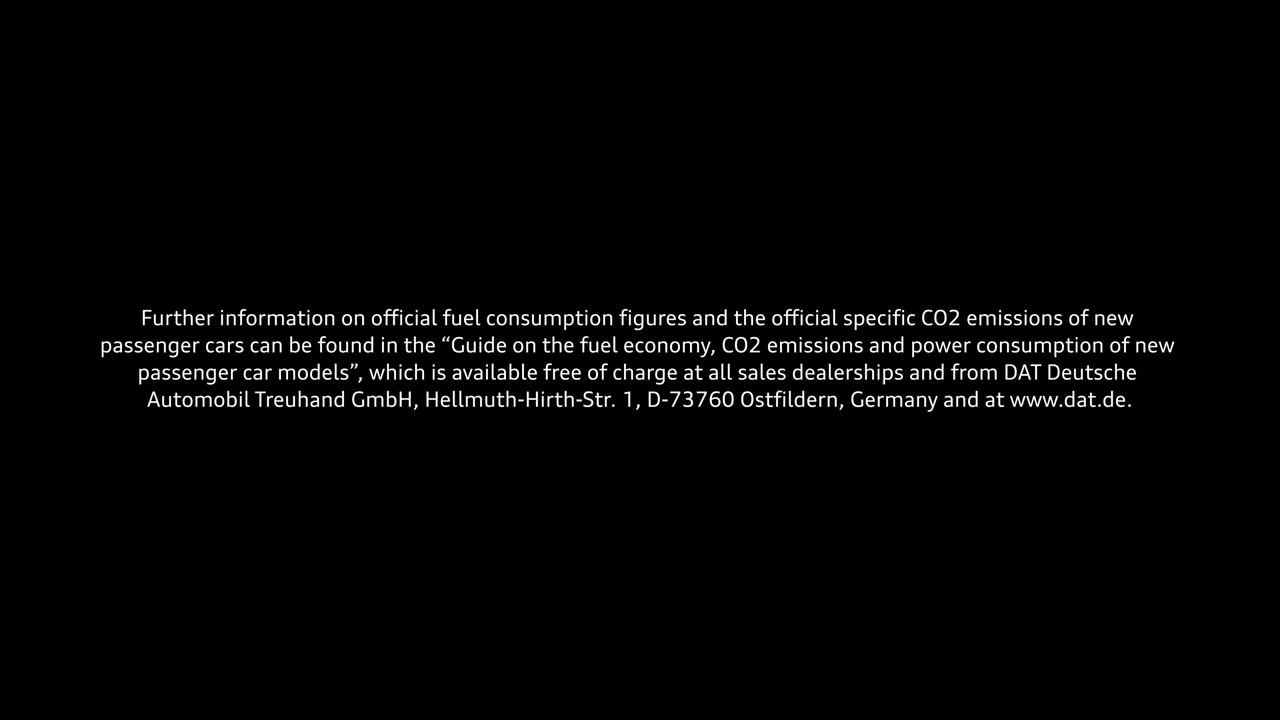 Further information on official fuel consumption figures and the official specific CO2 emissions of new
passenger cars can be found in the “Guide on the fuel economy, CO2 emissions and power consumption of new
passenger car models”, which is available free of charge at all sales dealerships and from DAT Deutsche
Automobil Treuhand GmbH, Hellmuth-Hirth-Str. 1, D-73760 Ostfildern, Germany and at www.dat.de.